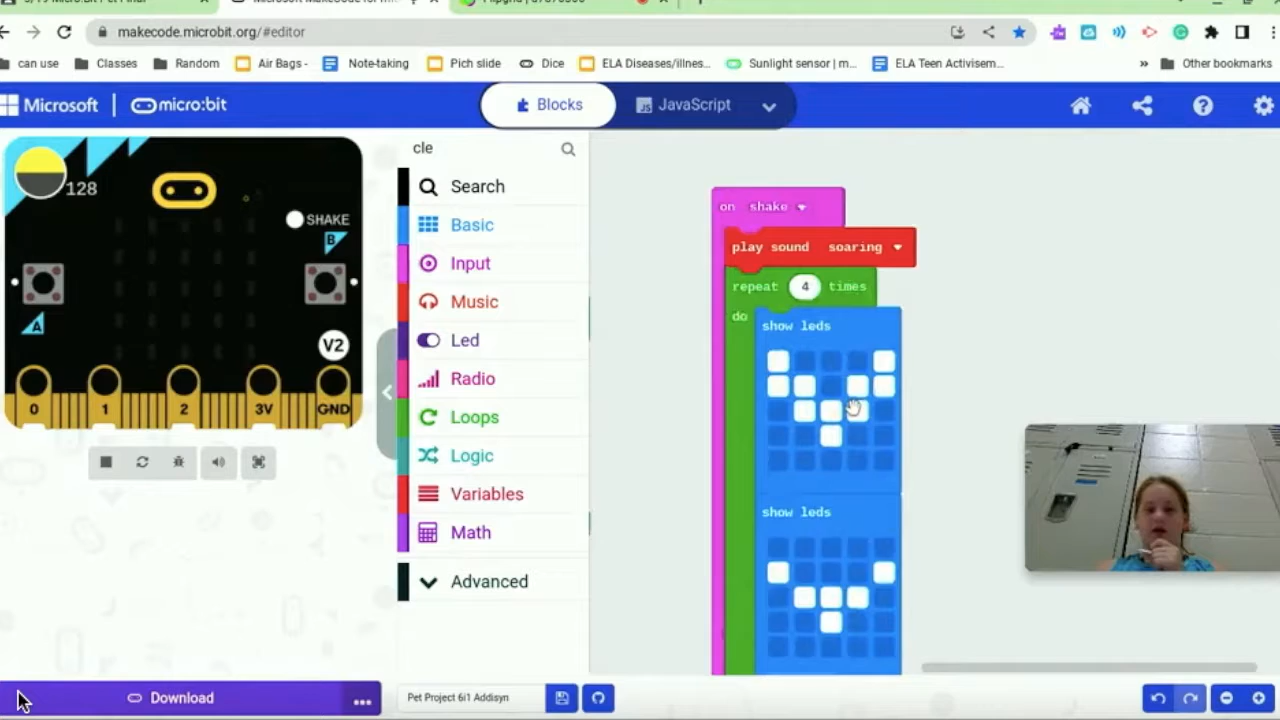 makecode.microbit.org/#editor
can use Classes Random Air Bags - Note-taking Pich slide Dice ELA Diseases/illnes... Sunlight sensor | m... ELA Teen Activisem... » Other bookmarks
Microsoft | micro:bit Blocks JavaScript
128
SHAKE
B
A
V2
0 1 2 3V GND
cle
Search
Basic
Input
Music
Led
Radio
Loops
Logic
Variables
Math
Advanced
on shake
play sound soaring
repeat 4 times
do
show leds
show leds
Download ...
Pet Project 6i1 Addisyn